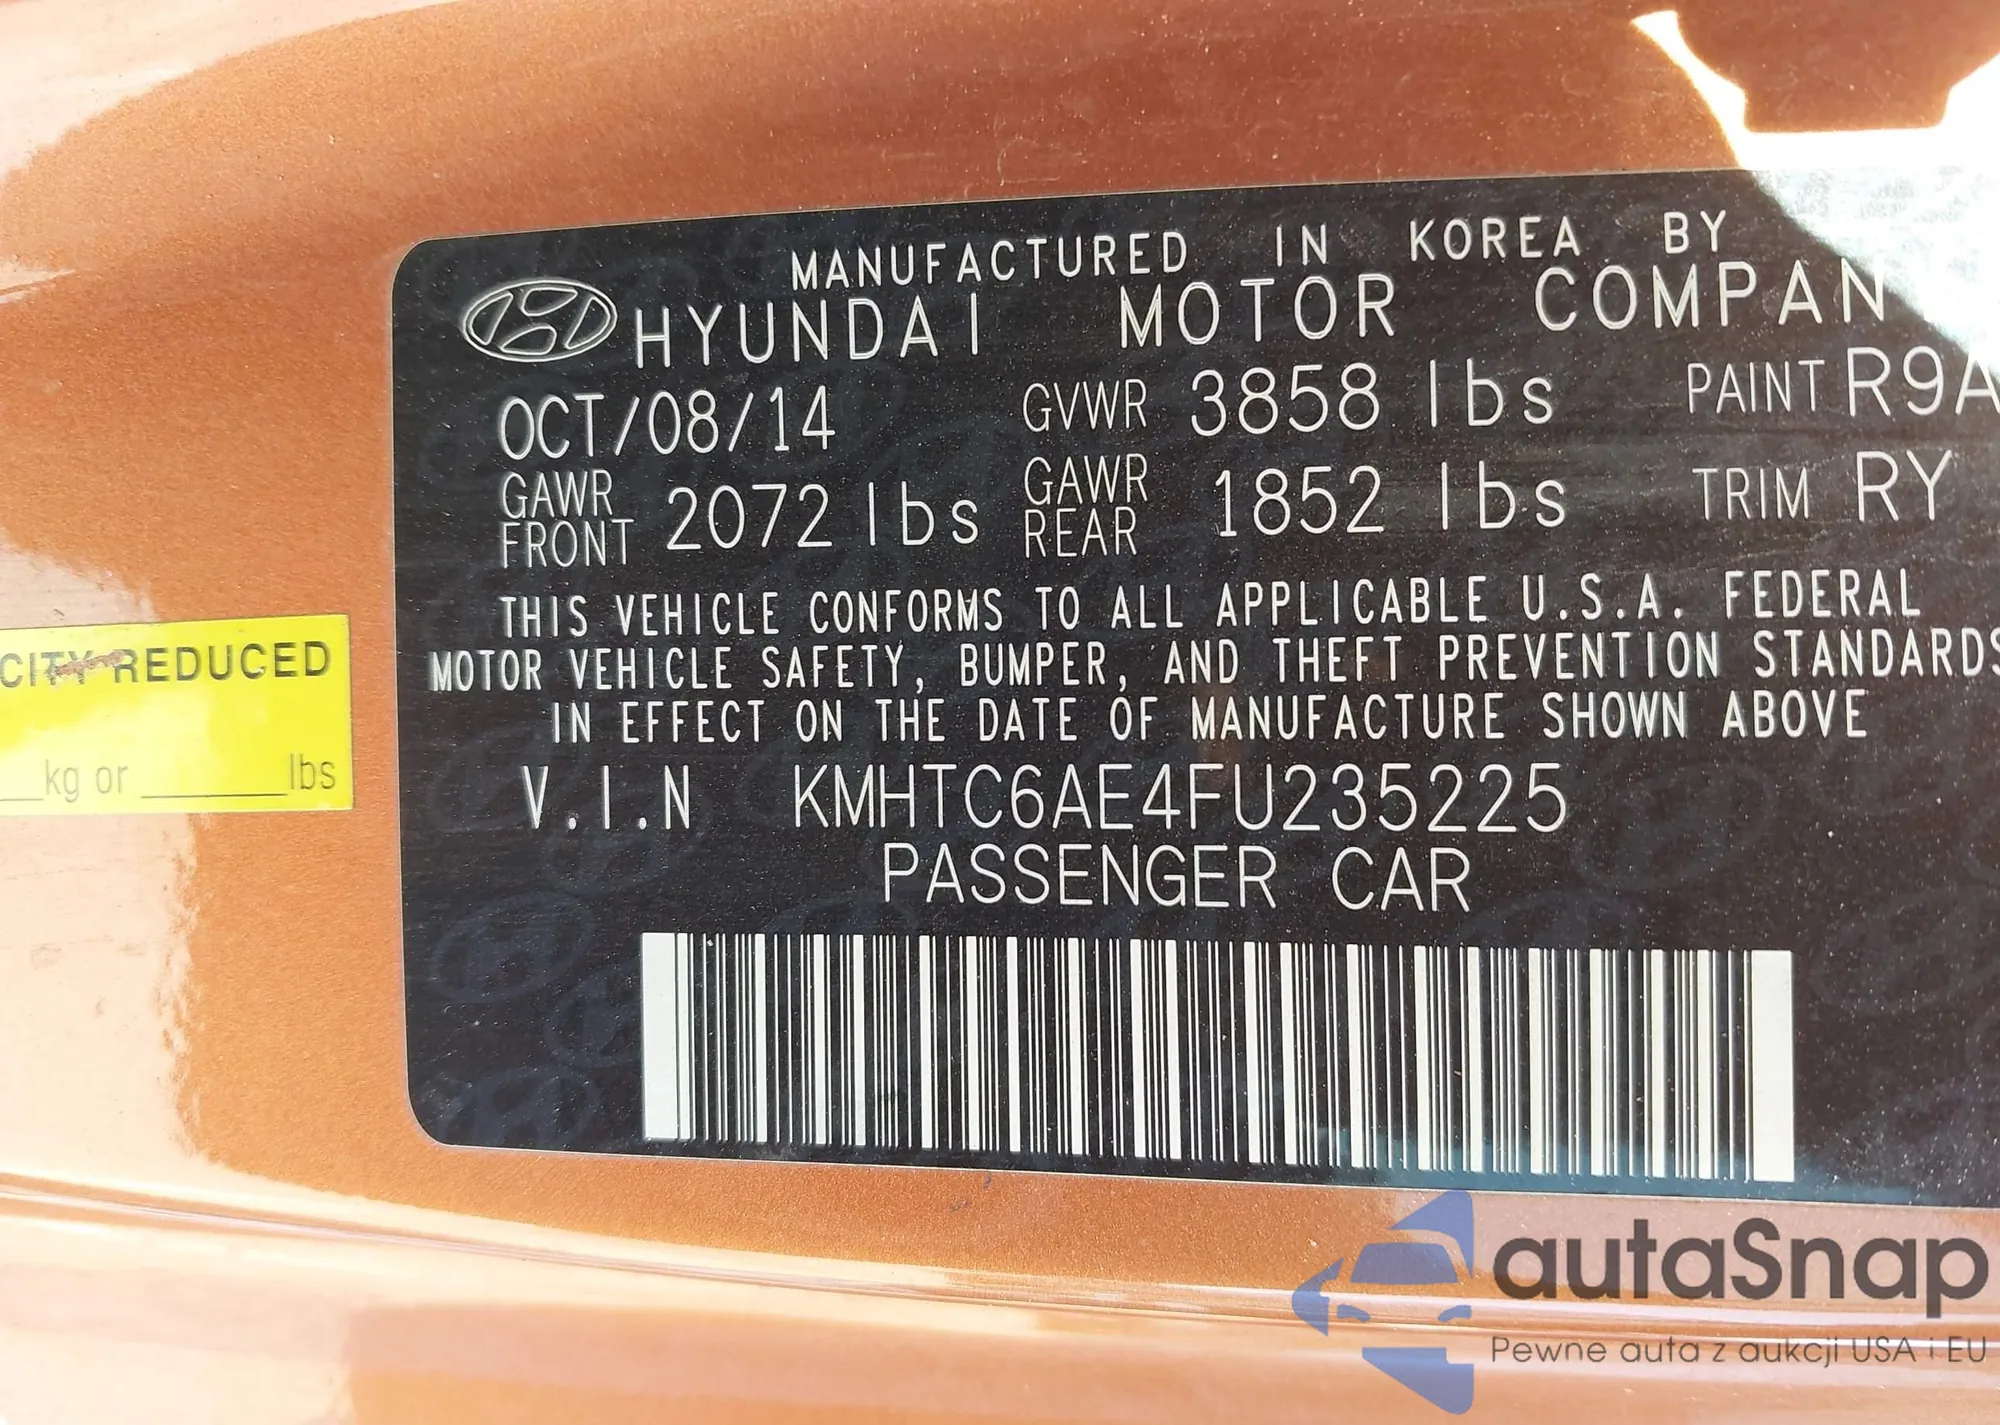 MANUFACTURED IN KOREA BY
HYUNDAI MOTOR COMPAN
OCT/08/14 GVWR 3858 lbs PAINT R9A
GAWR FRONT 2072 lbs GAWR REAR 1852 lbs TRIM RY
THIS VEHICLE CONFORMS TO ALL APPLICABLE U.S.A. FEDERAL
MOTOR VEHICLE SAFETY, BUMPER, AND THEFT PREVENTION STANDARDS
IN EFFECT ON THE DATE OF MANUFACTURE SHOWN ABOVE
V.I.N KMHTC6AE4FU235225
PASSENGER CAR
CITY REDUCED
kg or lbs
autaSnap
Pewne auta z aukcji USA i EU